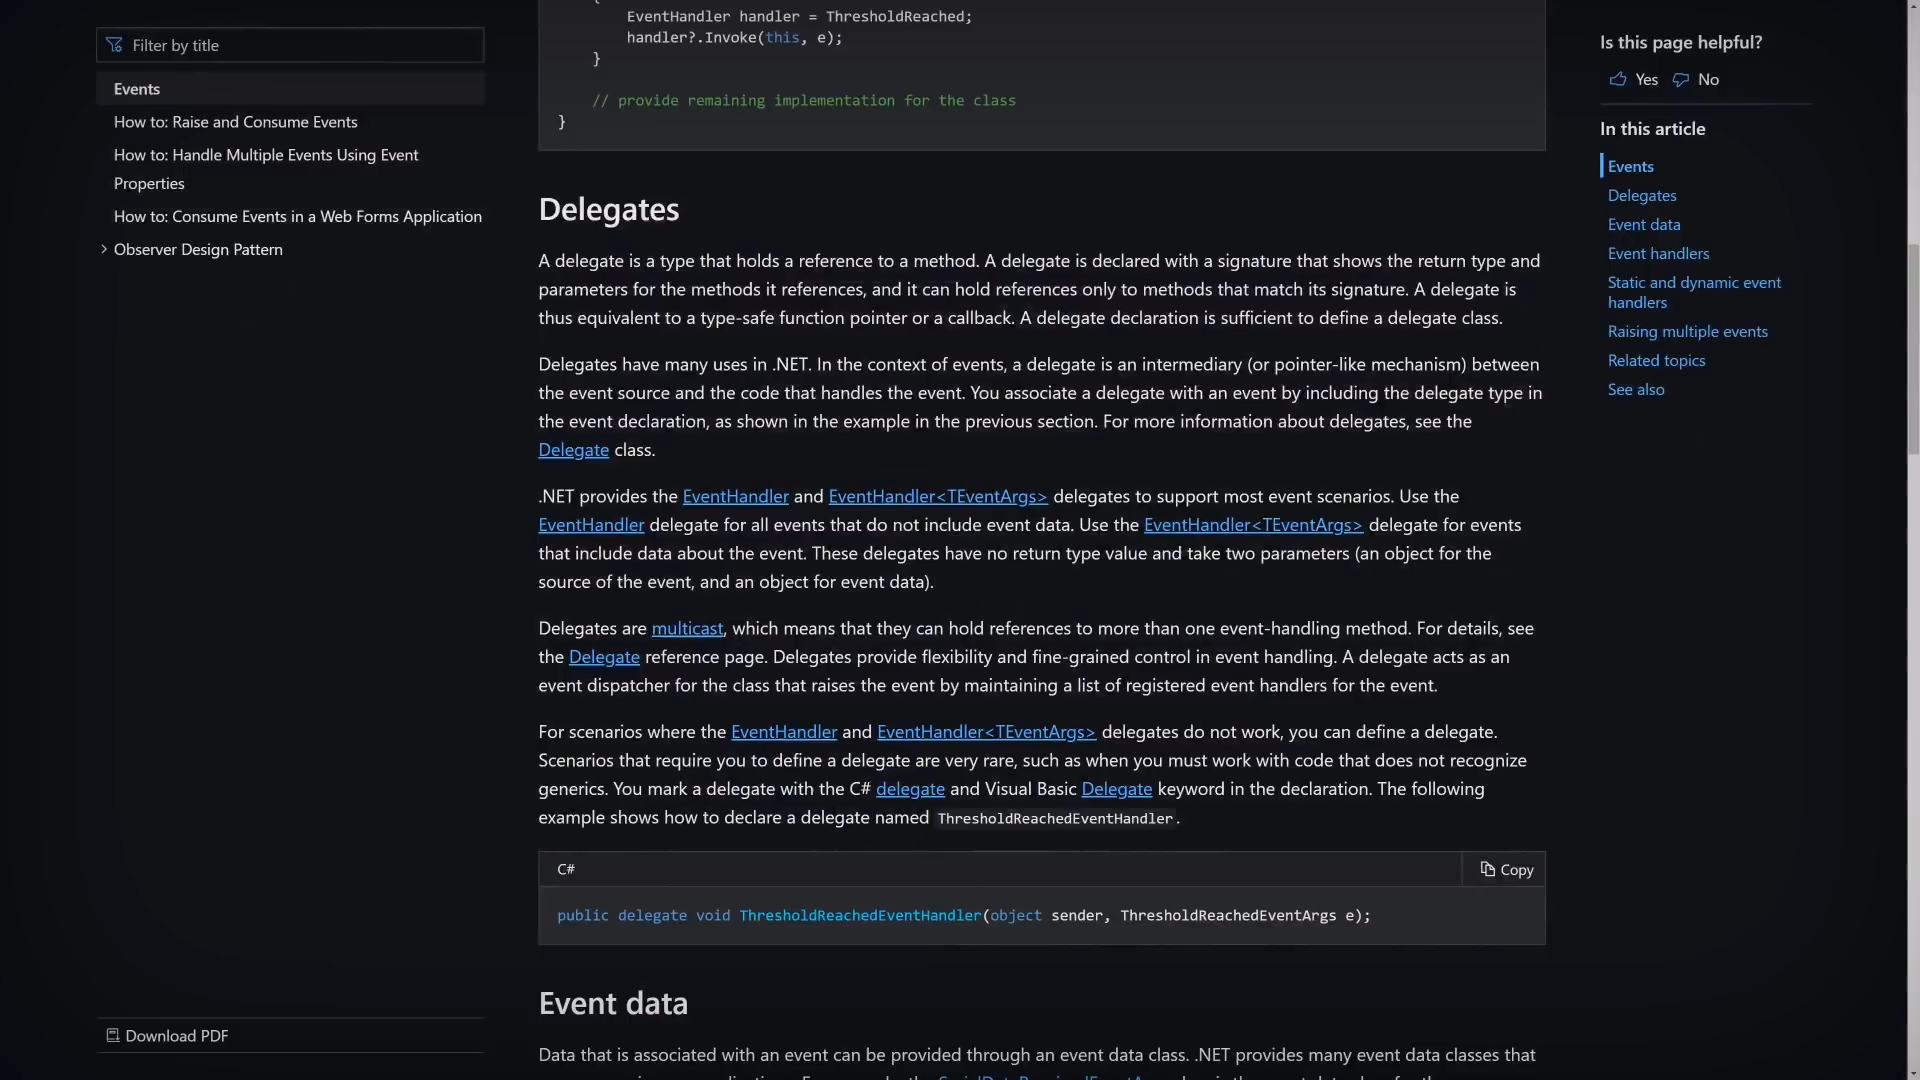 Filter by title
Events
How to: Raise and Consume Events
How to: Handle Multiple Events Using Event
Properties
How to: Consume Events in a Web Forms Application
Observer Design Pattern
Download PDF
EventHandler handler = ThresholdReached;
handler?.Invoke(this, e);
}
// provide remaining implementation for the class
}
Delegates
A delegate is a type that holds a reference to a method. A delegate is declared with a signature that shows the return type and
parameters for the methods it references, and it can hold references only to methods that match its signature. A delegate is
thus equivalent to a type-safe function pointer or a callback. A delegate declaration is sufficient to define a delegate class.
Delegates have many uses in .NET. In the context of events, a delegate is an intermediary (or pointer-like mechanism) between
the event source and the code that handles the event. You associate a delegate with an event by including the delegate type in
the event declaration, as shown in the example in the previous section. For more information about delegates, see the
Delegate class.
.NET provides the EventHandler and EventHandler<TEventArgs> delegates to support most event scenarios. Use the
EventHandler delegate for all events that do not include event data. Use the EventHandler<TEventArgs> delegate for events
that include data about the event. These delegates have no return type value and take two parameters (an object for the
source of the event, and an object for event data).
Delegates are multicast, which means that they can hold references to more than one event-handling method. For details, see
the Delegate reference page. Delegates provide flexibility and fine-grained control in event handling. A delegate acts as an
event dispatcher for the class that raises the event by maintaining a list of registered event handlers for the event.
For scenarios where the EventHandler and EventHandler<TEventArgs> delegates do not work, you can define a delegate.
Scenarios that require you to define a delegate are very rare, such as when you must work with code that does not recognize
generics. You mark a delegate with the C# delegate and Visual Basic Delegate keyword in the declaration. The following
example shows how to declare a delegate named ThresholdReachedEventHandler.
C#
Copy
public delegate void ThresholdReachedEventHandler(object sender, ThresholdReachedEventArgs e);
Event data
Data that is associated with an event can be provided through an event data class. .NET provides many event data classes that
Is this page helpful?
Yes No
In this article
Events
Delegates
Event data
Event handlers
Static and dynamic event
handlers
Raising multiple events
Related topics
See also